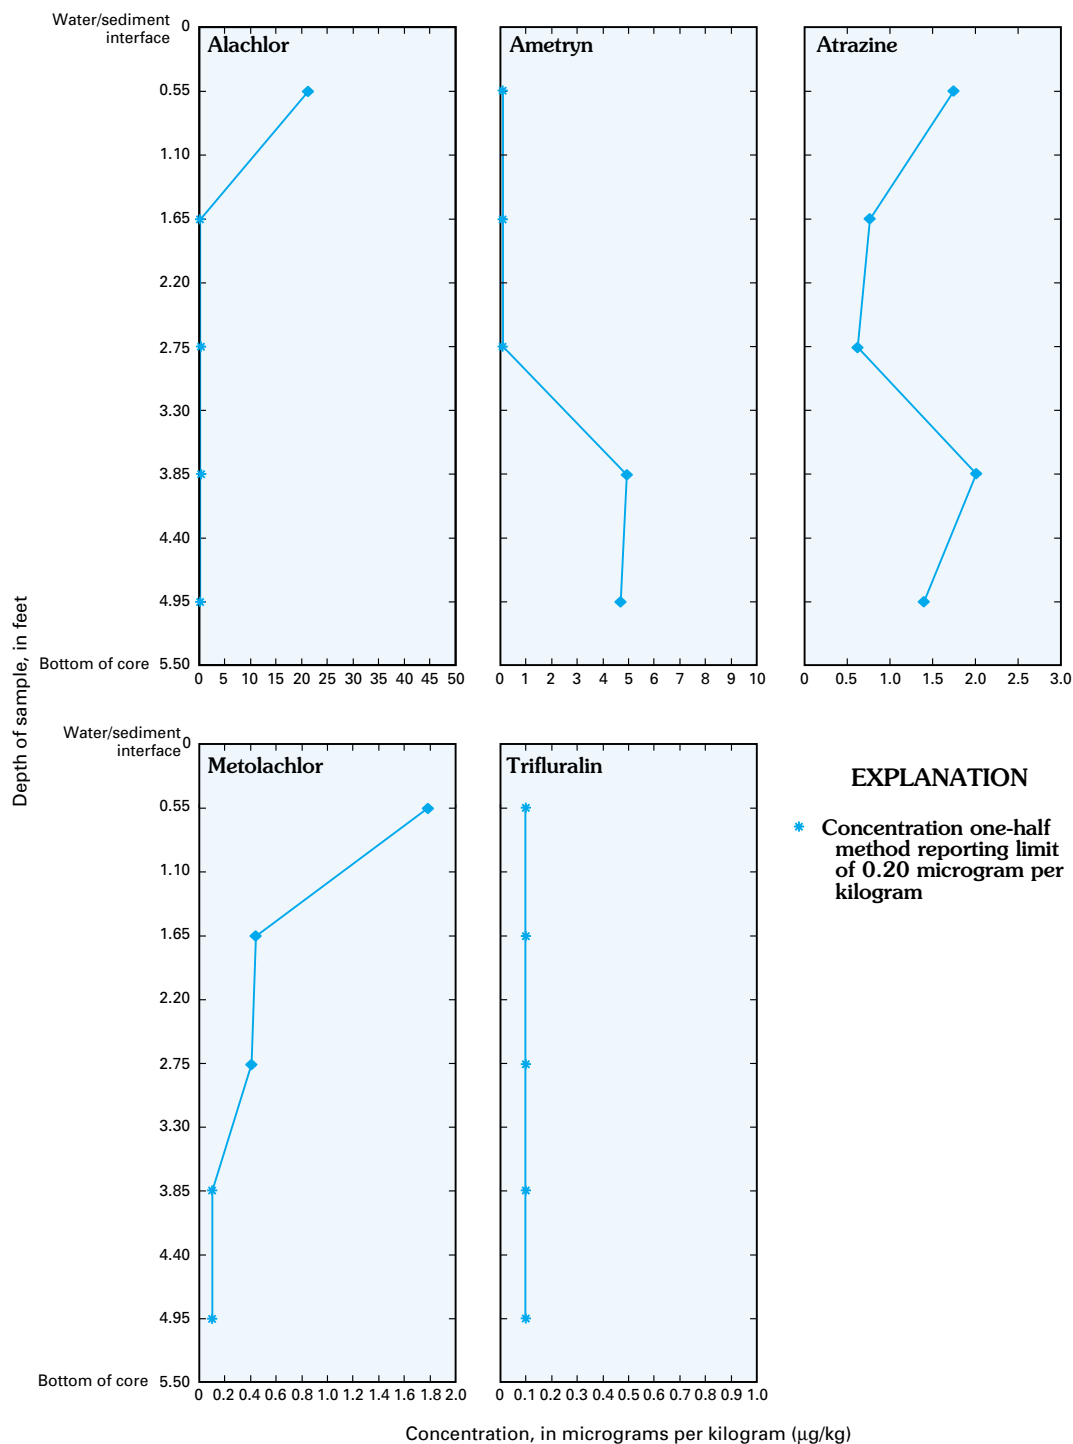 Water/sediment
interface
0
0.55
1.10
1.65
2.20
2.75
3.30
3.85
4.40
4.95
Bottom of core 5.50
Alachlor
0 5 10 15 20 25 30 35 40 45 50
Ametryn
0 1 2 3 4 5 6 7 8 9 10
Atrazine
0 0.5 1.0 1.5 2.0 2.5 3.0
Depth of sample, in feet
Water/sediment
interface
0
0.55
1.10
1.65
2.20
2.75
3.30
3.85
4.40
4.95
Bottom of core 5.50
Metolachlor
0 0.2 0.4 0.6 1.0 1.2 1.4 1.6 1.8 2.0
Trifluralin
0 0.1 0.2 0.3 0.4 0.5 0.6 0.7 0.8 0.9 1.0
EXPLANATION
Concentration one-half
method reporting limit
of 0.20 microgram per
kilogram
Concentration, in micrograms per kilogram (µg/kg)